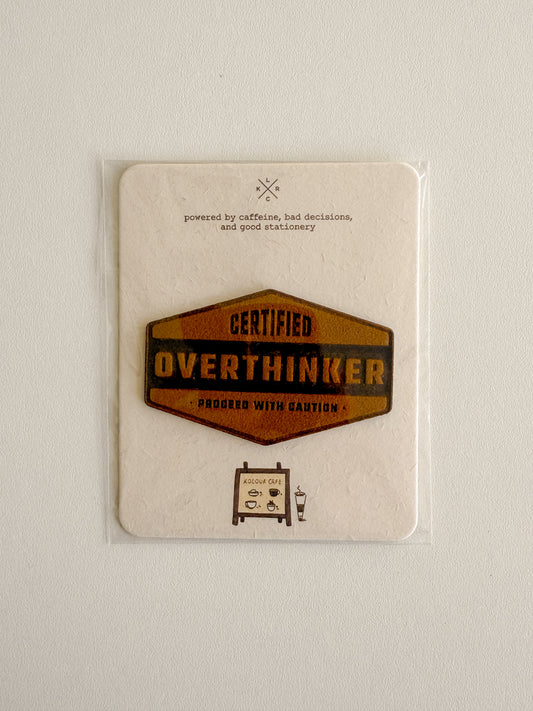 L
K R
C
powered by caffeine, bad decisions,
and good stationery
CERTIFIED
OVERTHINKER
· PROCEED WITH CAUTION ·
KOLOUR CAFE